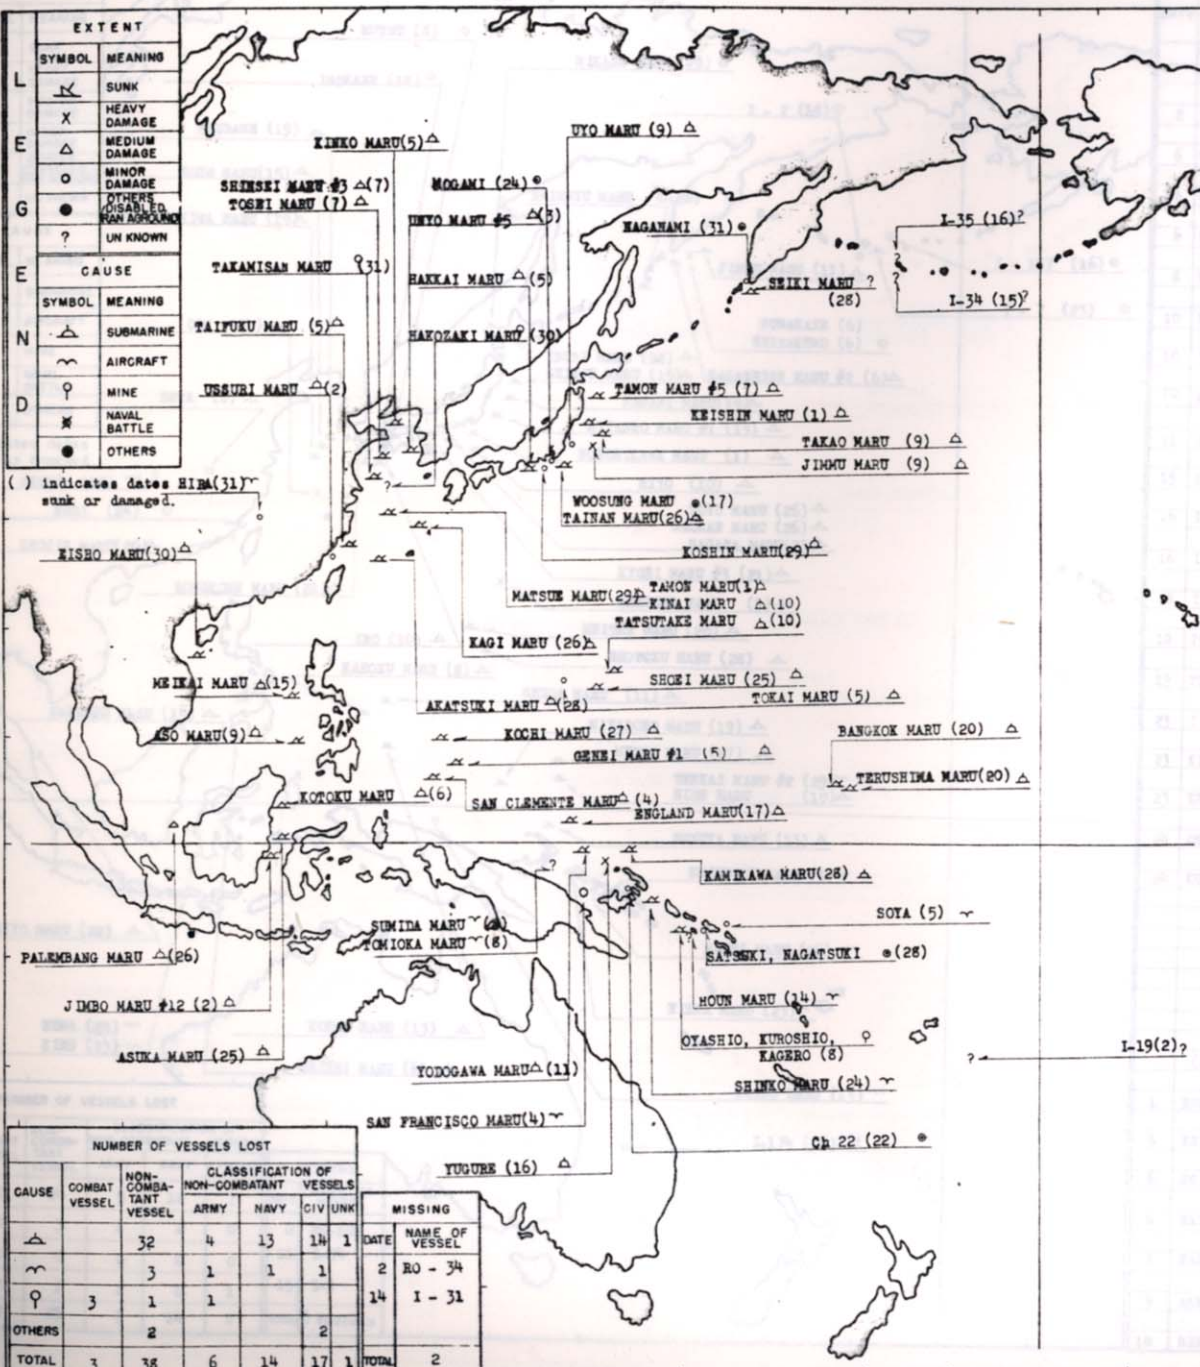 LEGEND
EXTENT
SYMBOL MEANING
SUNK
X HEAVY DAMAGE
△ MEDIUM DAMAGE
○ MINOR DAMAGE
● OTHERS (DISABLED, RAN AGROUND)
? UN KNOWN
CAUSE
SYMBOL MEANING
SUBMARINE
AIRCRAFT
MINE
NAVAL BATTLE
● OTHERS
( indicates dates
sunk or damaged.
HIRA(31)
KINKO MARU(5)
UYO MARU (9)
SHINSEI MARU #3 (7)
TOSEI MARU (7)
MOGAMI (24)
UNYO MARU #5 (3)
NAGANAMI (31)
I-35 (16)?
TAKAMISAN MARU (31)
HAKKAI MARU (5)
SEIKI MARU ?
(28)
I-34 (15)?
TAIFUKU MARU (5)
HAKOZAKI MARU (30)
USSURI MARU (2)
TAMON MARU #5 (7)
KEISHIN MARU (1)
TAKAO MARU (9)
JIMMU MARU (9)
WOOSUNG MARU (17)
TAINAN MARU(26)
EISHO MARU(30)
KOSHIN MARU(29)
MATSUE MARU(29)
TAMON MARU(1)
KINAI MARU (10)
TATSUTAKE MARU (10)
KAGI MARU (26)
MEIKAI MARU (15)
SHOEI MARU (25)
TOKAI MARU (5)
AKATSUKI MARU (28)
ASO MARU(9)
KOCHI MARU (27)
BANGKOK MARU (20)
GENEI MARU #1 (5)
TERUSHIMA MARU(20)
KOTOKU MARU (6)
SAN CLEMENTE MARU (4)
ENGLAND MARU(17)
KAMIKAWA MARU(28)
SUMIDA MARU
TOMIOKA MARU (8)
SOYA (5)
PALEMBANG MARU (26)
SATSUKI, NAGATSUKI (28)
JIMBO MARU #12 (2)
HOUN MARU (14)
ASUKA MARU (25)
OYASHIO, KUROSHIO,
KAGERO (8)
I-19(2)?
YODOGAWA MARU (11)
SHINKO MARU (24)
SAN FRANCISCO MARU(4)
Ch 22 (22)
YUGURE (16)
NUMBER OF VESSELS LOST
CAUSE COMBAT VESSEL NON-COMBATANT VESSEL CLASSIFICATION OF NON-COMBATANT VESSELS
ARMY NAVY CIV UNK
32 4 13 14 1
3 1 1 1
3 1 1
OTHERS 2 2
TOTAL 3 38 6 14 17 1
MISSING
DATE NAME OF VESSEL
2 RO - 34
14 I - 31
TOTAL 2